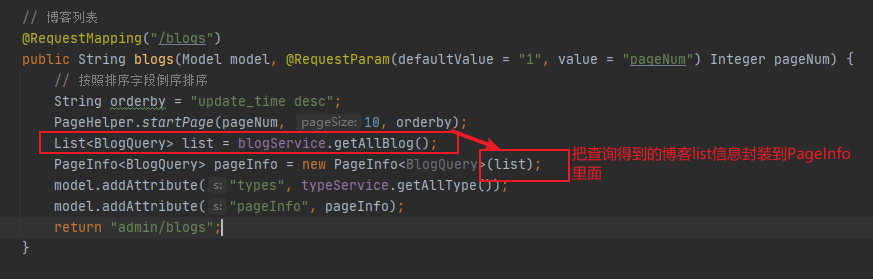 // 博客列表
@RequestMapping("/blogs")
public String blogs(Model model, @RequestParam(defaultValue = "1", value = "pageNum") Integer pageNum) {
// 按照排序字段倒序排序
String orderby = "update_time desc";
PageHelper.startPage(pageNum, pageSize: 10, orderby);
List<BlogQuery> list = blogService.getAllBlog();
PageInfo<BlogQuery> pageInfo = new PageInfo<BlogQuery>(list);
把查询得到的博客list信息封装到PageInfo
里面
model.addAttribute( s: "types", typeService.getAllType());
model.addAttribute( s: "pageInfo", pageInfo);
return "admin/blogs";
}